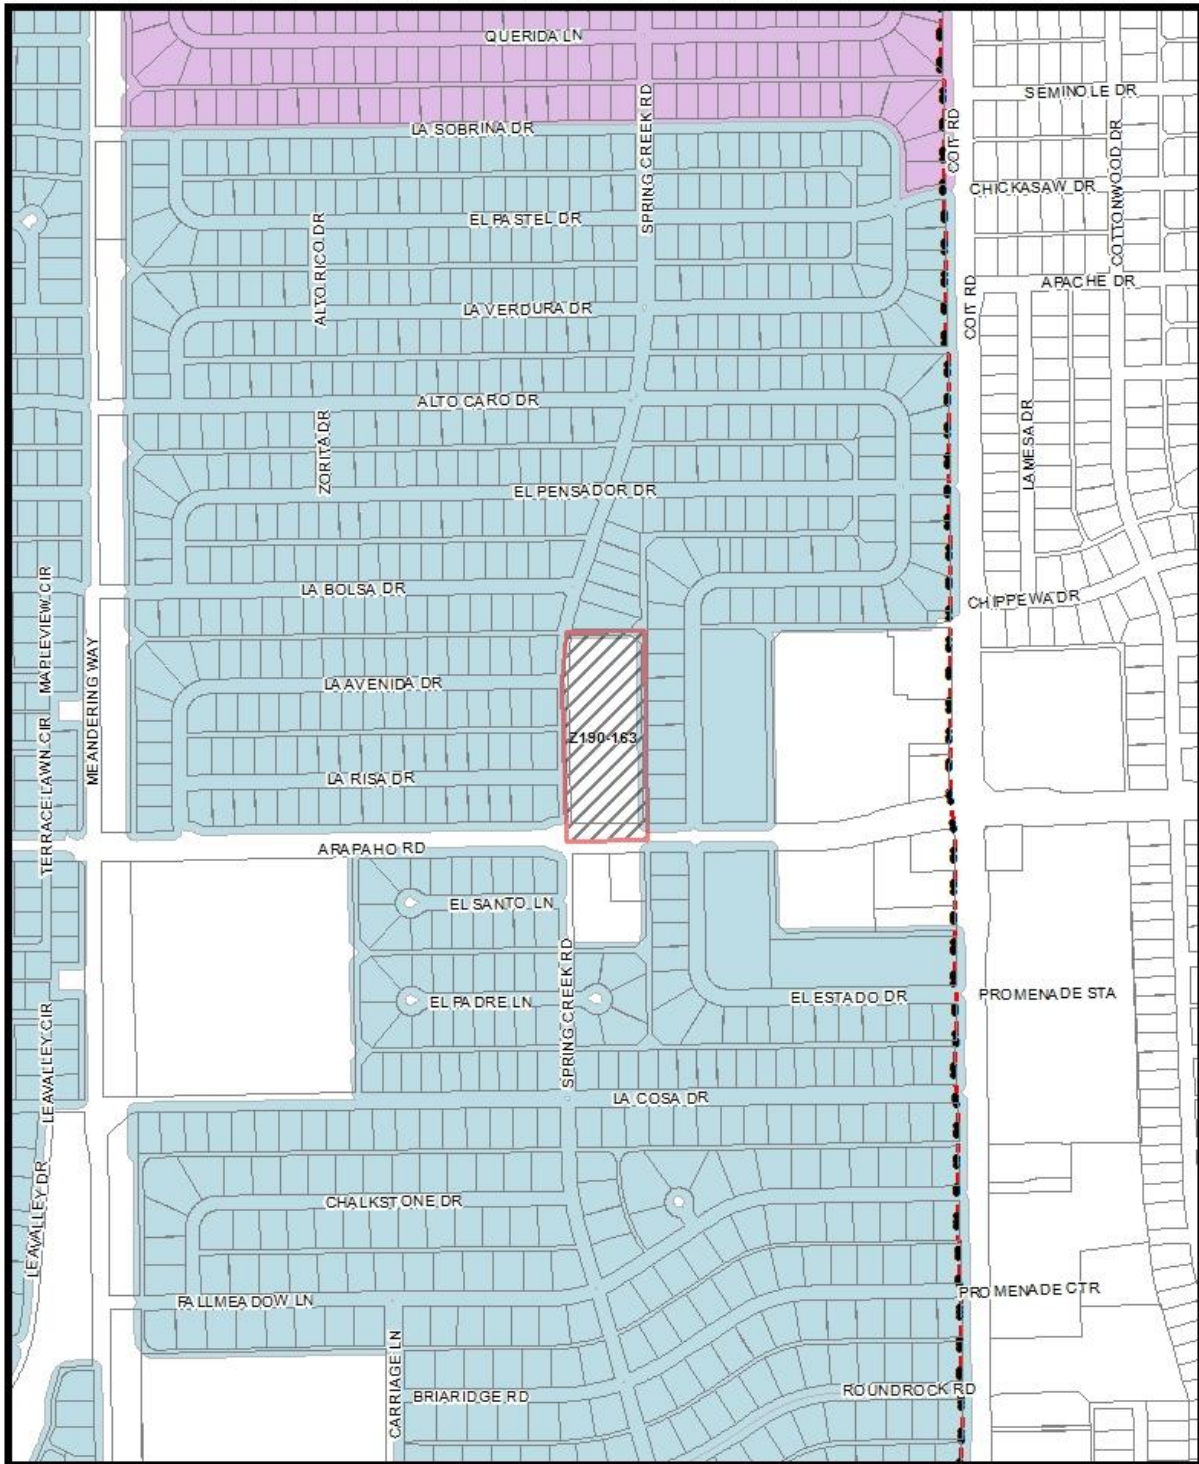 QUERIDA LN
SEMINOLE DR
LA SOBRINA DR
SPRING CREEK RD
COIT RD
COTTONWOOD DR
CHICKASAW DR
EL PASTEL DR
ALTO RICO DR
APACHE DR
COIT RD
LA VERDURA DR
ALTO CARO DR
ZORITA DR
LA MESA DR
EL PENSADOR DR
LA BOLSA DR
CHIPPEWA DR
MAPLEVIEW CIR
MEANDERING WAY
LA AVENIDA DR
Z190-163
TERRACE LAWN CIR
LA RISA DR
ARAPAHO RD
EL SANTO LN
SPRING CREEK RD
EL PADRE LN
EL ESTADO DR
PROMENADE STA
LEAVALLEY CIR
LA COSA DR
LEAVALLEY DR
CHALKSTONE DR
FALLMEADOW LN
PROMENADE CTR
CARRIAGE LN
BRIARIDGE RD
ROUNDROCK RD